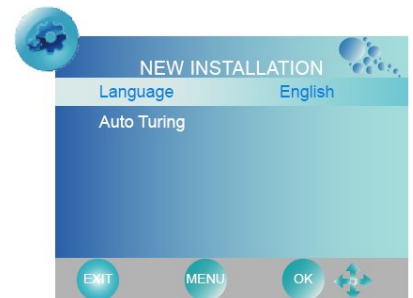 NEW INSTALLATION
Language English
Auto Turing
EXIT MENU OK